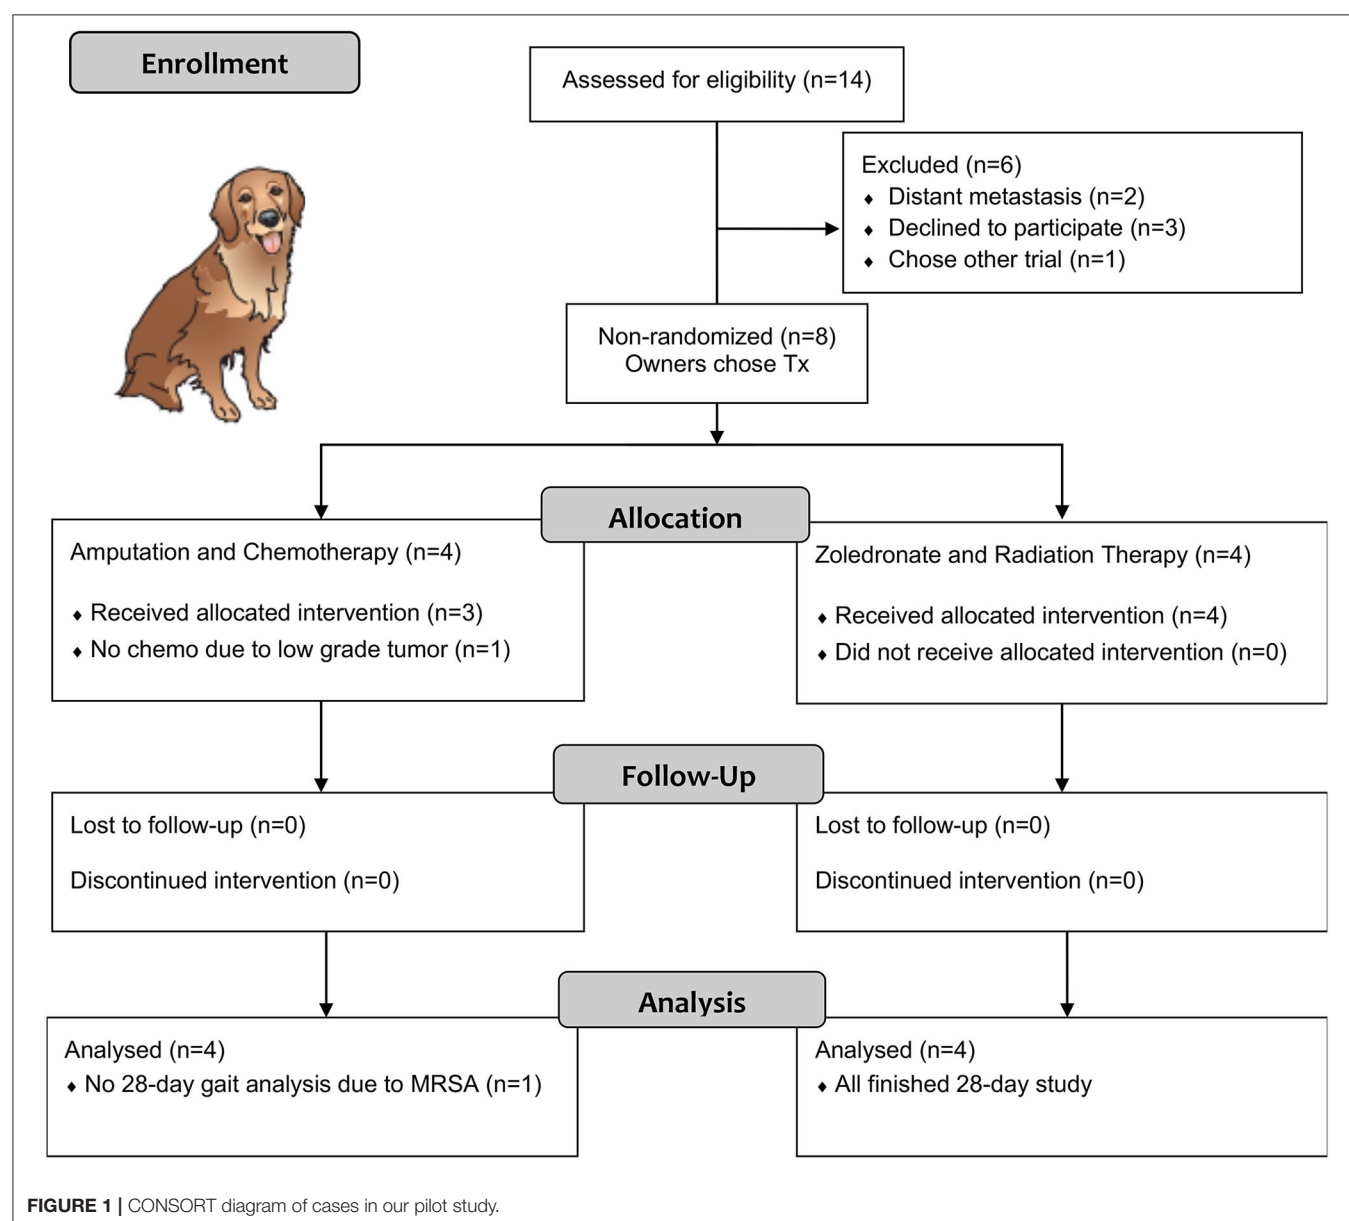 Enrollment
Assessed for eligibility (n=14)
Excluded (n=6)
♦ Distant metastasis (n=2)
♦ Declined to participate (n=3)
♦ Chose other trial (n=1)
Non-randomized (n=8)
Owners chose Tx
Allocation
Amputation and Chemotherapy (n=4)
♦ Received allocated intervention (n=3)
♦ No chemo due to low grade tumor (n=1)
Zoledronate and Radiation Therapy (n=4)
♦ Received allocated intervention (n=4)
♦ Did not receive allocated intervention (n=0)
Follow-Up
Lost to follow-up (n=0)
Discontinued intervention (n=0)
Lost to follow-up (n=0)
Discontinued intervention (n=0)
Analysis
Analysed (n=4)
♦ No 28-day gait analysis due to MRSA (n=1)
Analysed (n=4)
♦ All finished 28-day study
FIGURE 1 | CONSORT diagram of cases in our pilot study.